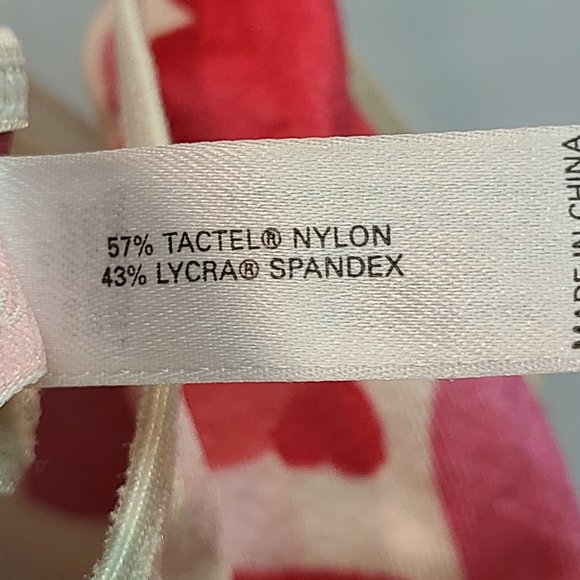 57% TACTEL® NYLON
43% LYCRA® SPANDEX
MADE IN CHINA